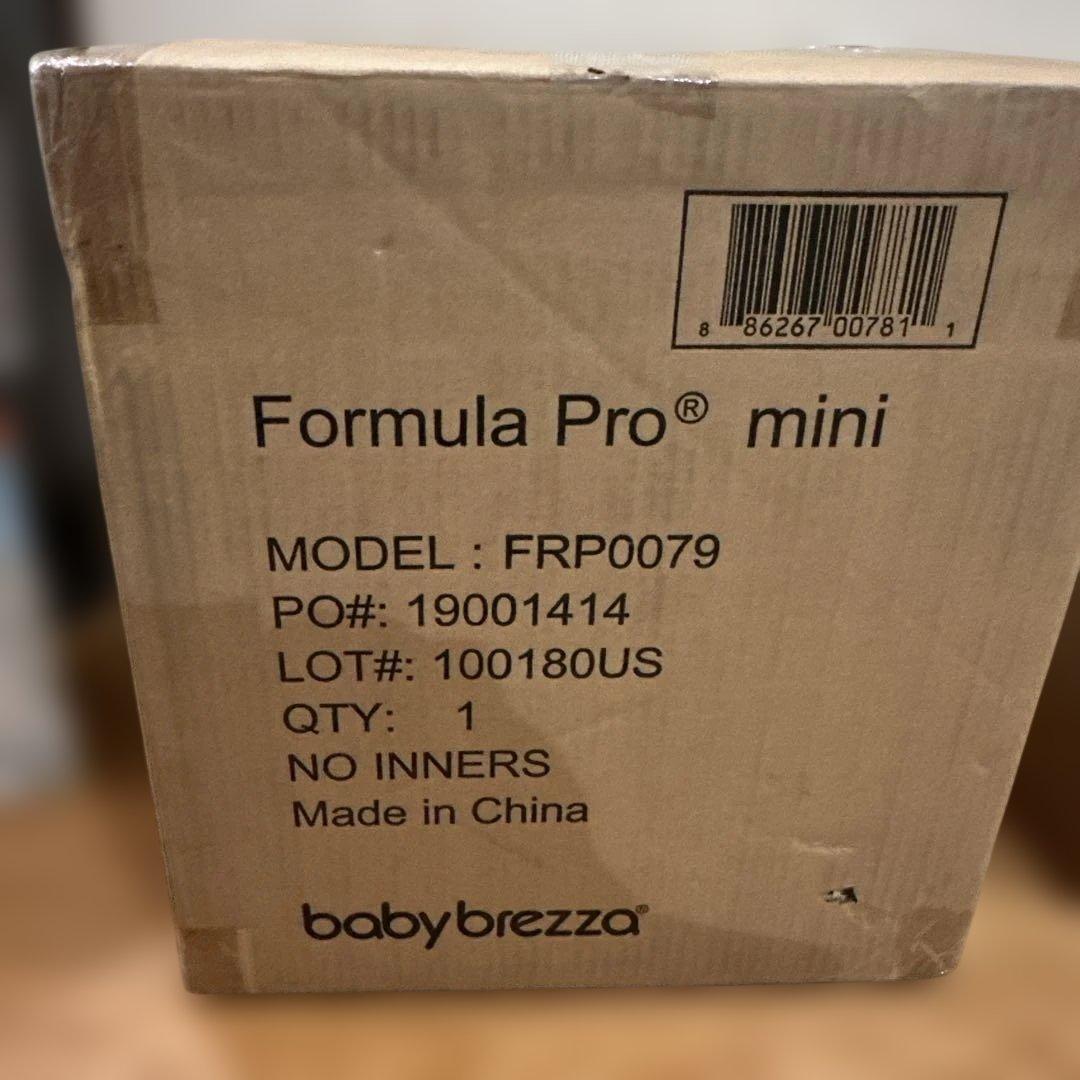 8 86267 00781 1
Formula Pro® mini
MODEL : FRP0079
PO#: 19001414
LOT#: 100180US
QTY: 1
NO INNERS
Made in China
babybrezza®